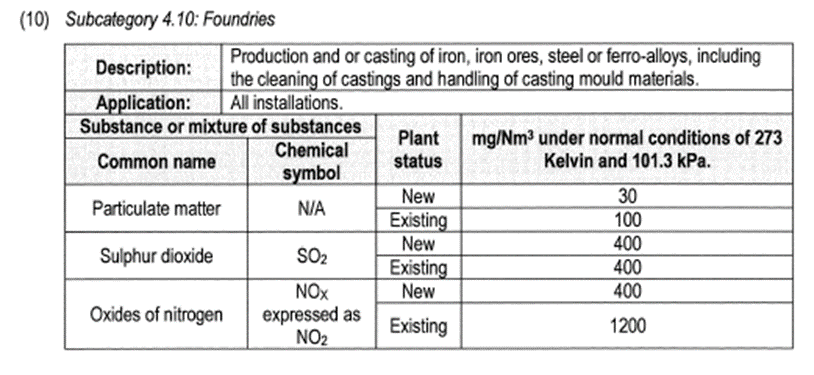 (10) Subcategory 4.10: Foundries
Description: Production and or casting of iron, iron ores, steel or ferro-alloys, including
the cleaning of castings and handling of casting mould materials.
Application: All installations.
Substance or mixture of substances
Plant
status
mg/Nm³ under normal conditions of 273
Kelvin and 101.3 kPa.
Common name
Chemical
symbol
Particulate matter
N/A
New
30
Existing
100
Sulphur dioxide
SO₂
New
400
Existing
400
Oxides of nitrogen
NOx
expressed as
NO₂
New
400
Existing
1200